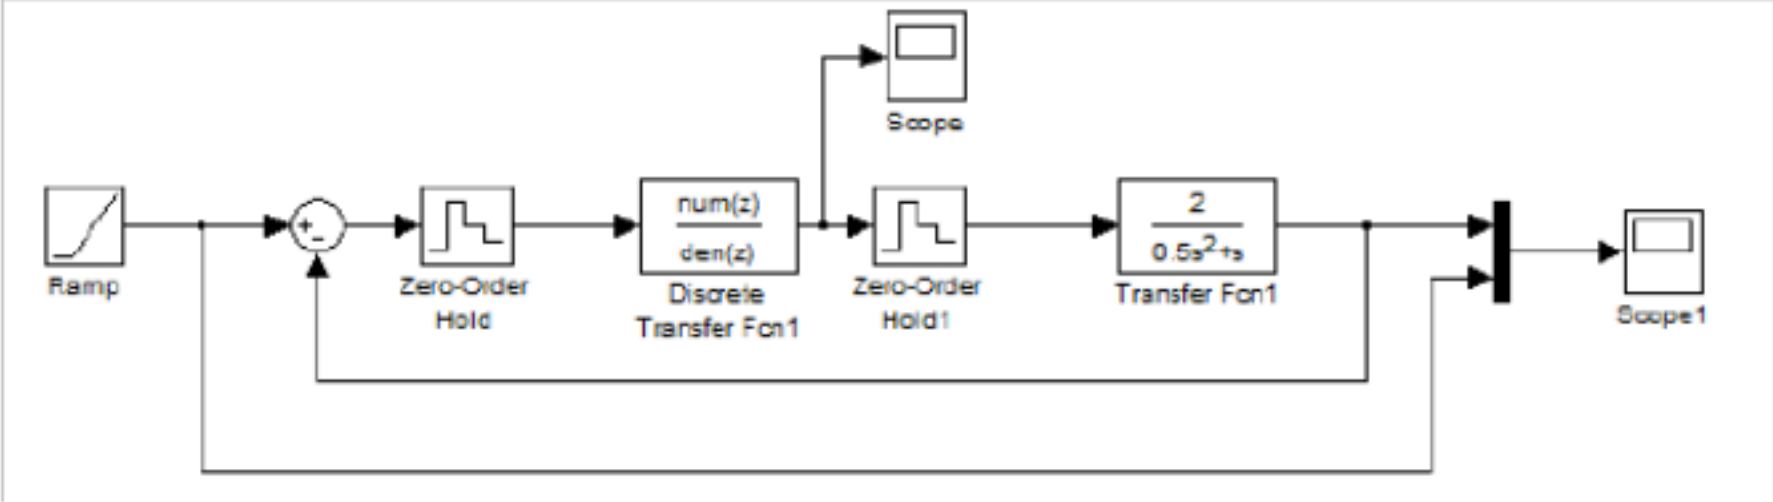 Scope
Ramp
+
−
Zero-Order
Hold
num(z)
den(z)
Discrete
Transfer Fcn1
Zero-Order
Hold1
2
0.5s²+s
Transfer Fcn1
Scope1